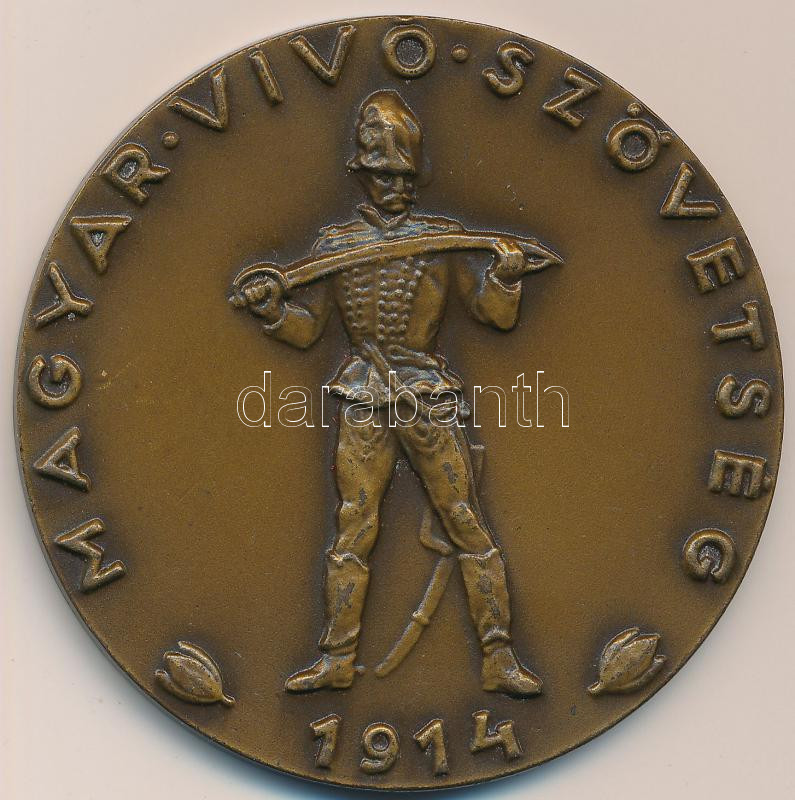 MAGYAR · VIVÓ · SZÖVETSÉG
darabanth
1914